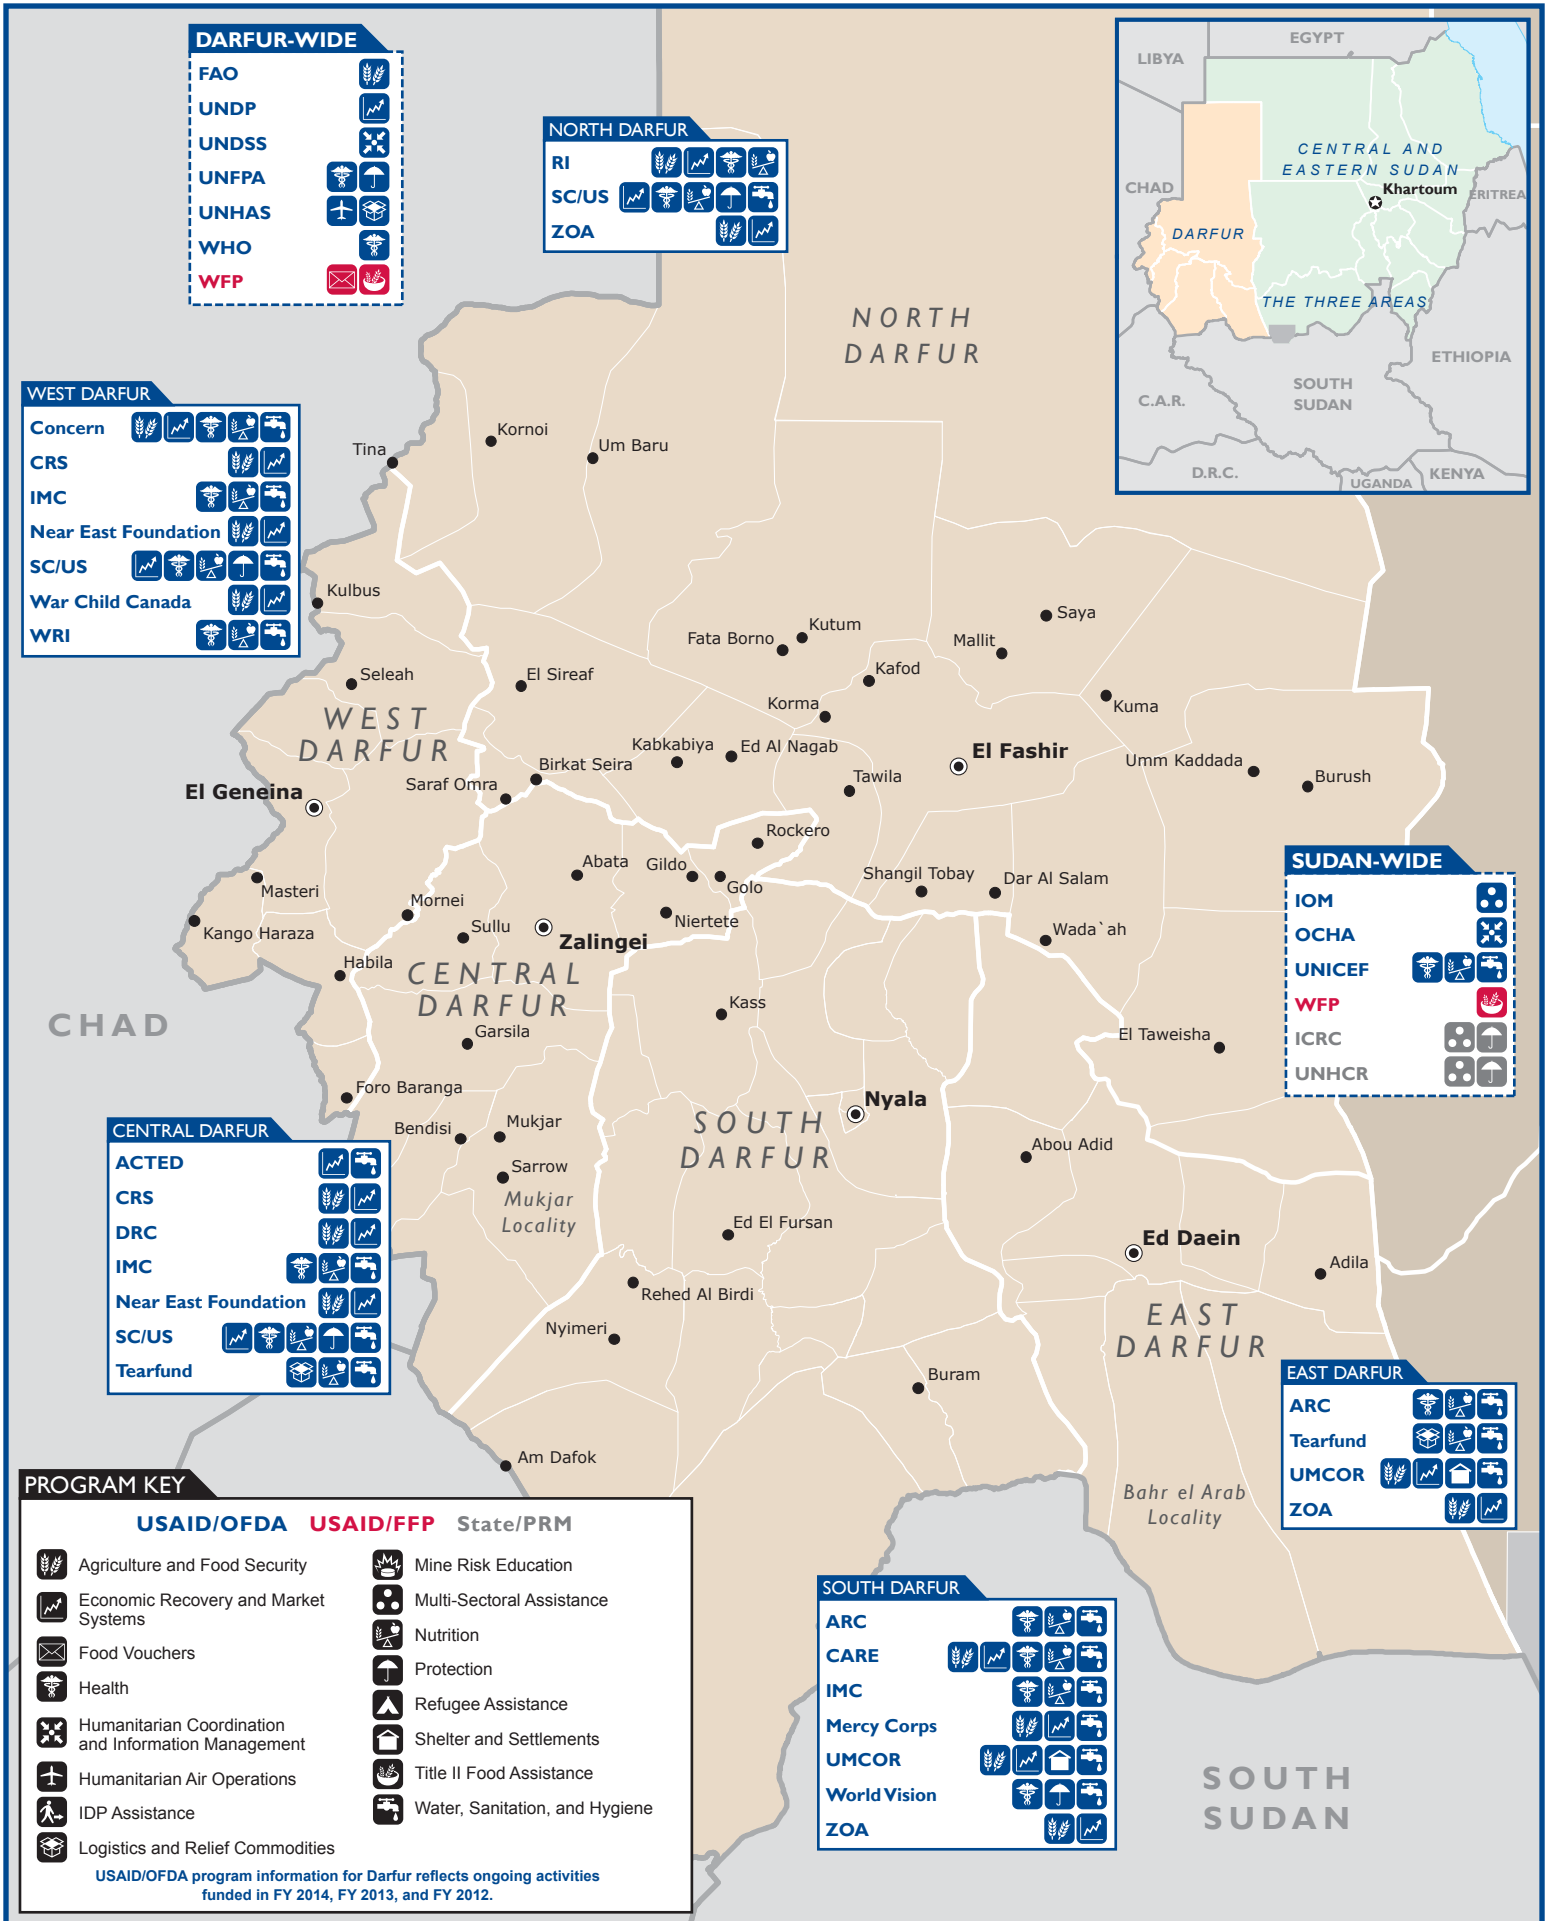 DARFUR-WIDE
FAO
UNDP
UNDSS
UNFPA
UNHAS
WHO
WFP
NORTH DARFUR
RI
SC/US
ZOA
EGYPT
LIBYA
CENTRAL AND
EASTERN SUDAN
Khartoum
CHAD
ERITREA
DARFUR
THE THREE AREAS
ETHIOPIA
SOUTH
SUDAN
C.A.R.
D.R.C.
UGANDA
KENYA
NORTH
DARFUR
WEST DARFUR
Concern
CRS
IMC
Near East Foundation
SC/US
War Child Canada
WRI
Tina
Kornoi
Um Baru
Kulbus
Saya
Kutum
Fata Borno
Mallit
Kafod
Seleah
El Sireaf
Korma
Kuma
WEST
DARFUR
Kabkabiya
Ed Al Nagab
El Fashir
Umm Kaddada
Birkat Seira
Saraf Omra
Tawila
Burush
El Geneina
Rockero
Abata
Gildo
Golo
Shangil Tobay
Dar Al Salam
Masteri
Mornei
Niertete
Kango Haraza
Sullu
Zalingei
Wada`ah
Habila
CENTRAL
DARFUR
Kass
CHAD
Garsila
El Taweisha
SUDAN-WIDE
IOM
OCHA
UNICEF
WFP
ICRC
UNHCR
Foro Baranga
Nyala
Bendisi
Mukjar
SOUTH
DARFUR
Abou Adid
Sarrow
Mukjar
Locality
Ed El Fursan
Ed Daein
Adila
Rehed Al Birdi
Nyimeri
EAST
DARFUR
Buram
Am Dafok
Bahr el Arab
Locality
CENTRAL DARFUR
ACTED
CRS
DRC
IMC
Near East Foundation
SC/US
Tearfund
EAST DARFUR
ARC
Tearfund
UMCOR
ZOA
SOUTH DARFUR
ARC
CARE
IMC
Mercy Corps
UMCOR
World Vision
ZOA
SOUTH
SUDAN
PROGRAM KEY
USAID/OFDA USAID/FFP State/PRM
Agriculture and Food Security
Economic Recovery and Market
Systems
Food Vouchers
Health
Humanitarian Coordination
and Information Management
Humanitarian Air Operations
IDP Assistance
Logistics and Relief Commodities
Mine Risk Education
Multi-Sectoral Assistance
Nutrition
Protection
Refugee Assistance
Shelter and Settlements
Title II Food Assistance
Water, Sanitation, and Hygiene
USAID/OFDA program information for Darfur reflects ongoing activities
funded in FY 2014, FY 2013, and FY 2012.